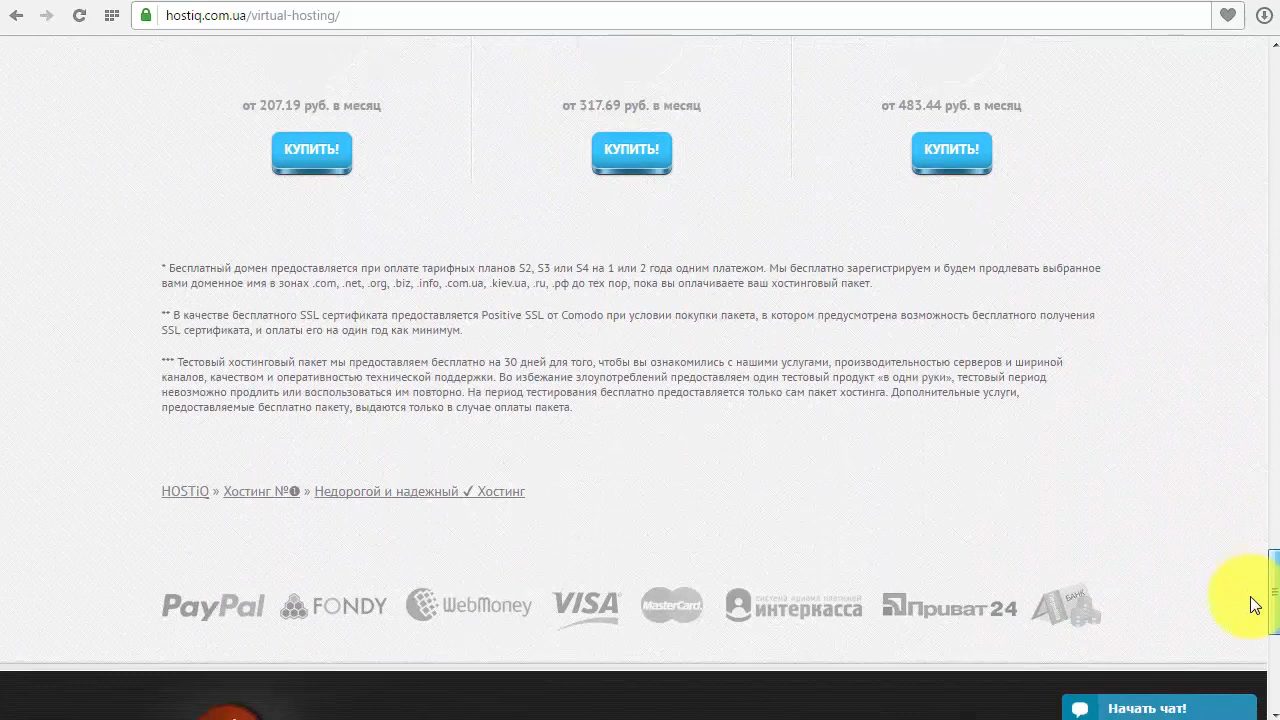 hostiq.com.ua/virtual-hosting/
от 207.19 руб. в месяц
от 317.69 руб. в месяц
от 483.44 руб. в месяц
КУПИТЬ!
КУПИТЬ!
КУПИТЬ!
* Бесплатный домен предоставляется при оплате тарифных планов S2, S3 или S4 на 1 или 2 года одним платежом. Мы бесплатно зарегистрируем и будем продлевать выбранное
вами доменное имя в зонах .com, .net, .org, .biz, .info, .com.ua, .kiev.ua, .ru, .рф до тех пор, пока вы оплачиваете ваш хостинговый пакет.
** В качестве бесплатного SSL сертификата предоставляется Positive SSL от Comodo при условии покупки пакета, в котором предусмотрена возможность бесплатного получения
SSL сертификата, и оплаты его на один год как минимум.
*** Тестовый хостинговый пакет мы предоставляем бесплатно на 30 дней для того, чтобы вы ознакомились с нашими услугами, производительностью серверов и шириной
каналов, качеством и оперативностью технической поддержки. Во избежание злоупотреблений предоставляем один тестовый продукт «в одни руки», тестовый период
невозможно продлить или воспользоваться им повторно. На период тестирования бесплатно предоставляется только сам пакет хостинга. Дополнительные услуги,
предоставляемые бесплатно пакету, выдаются только в случае оплаты пакета.
HOSTiQ » Хостинг №❶ » Недорогой и надежный ✓ Хостинг
PayPal FONDY WebMoney VISA MasterCard система приема платежей интеркасса Приват 24 БАНК
Начать чат!